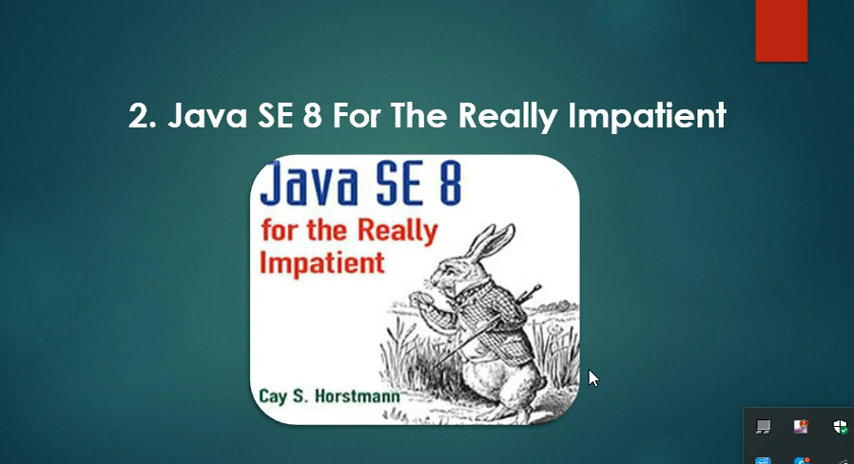 2. Java SE 8 For The Really Impatient
Java SE 8
for the Really
Impatient
Cay S. Horstmann